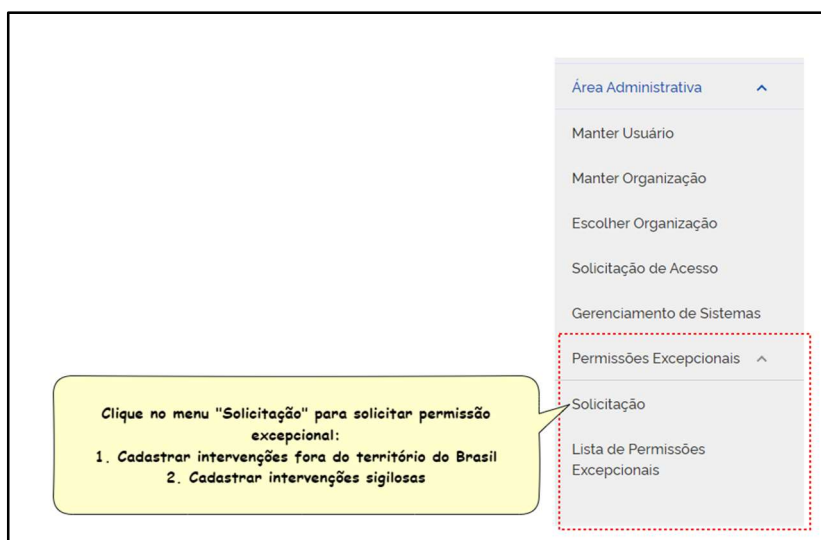 Área Administrativa
Manter Usuário
Manter Organização
Escolher Organização
Solicitação de Acesso
Gerenciamento de Sistemas
Permissões Excepcionais
Solicitação
Lista de Permissões
Excepcionais
Clique no menu "Solicitação" para solicitar permissão
excepcional:
1. Cadastrar intervenções fora do território do Brasil
2. Cadastrar intervenções sigilosas